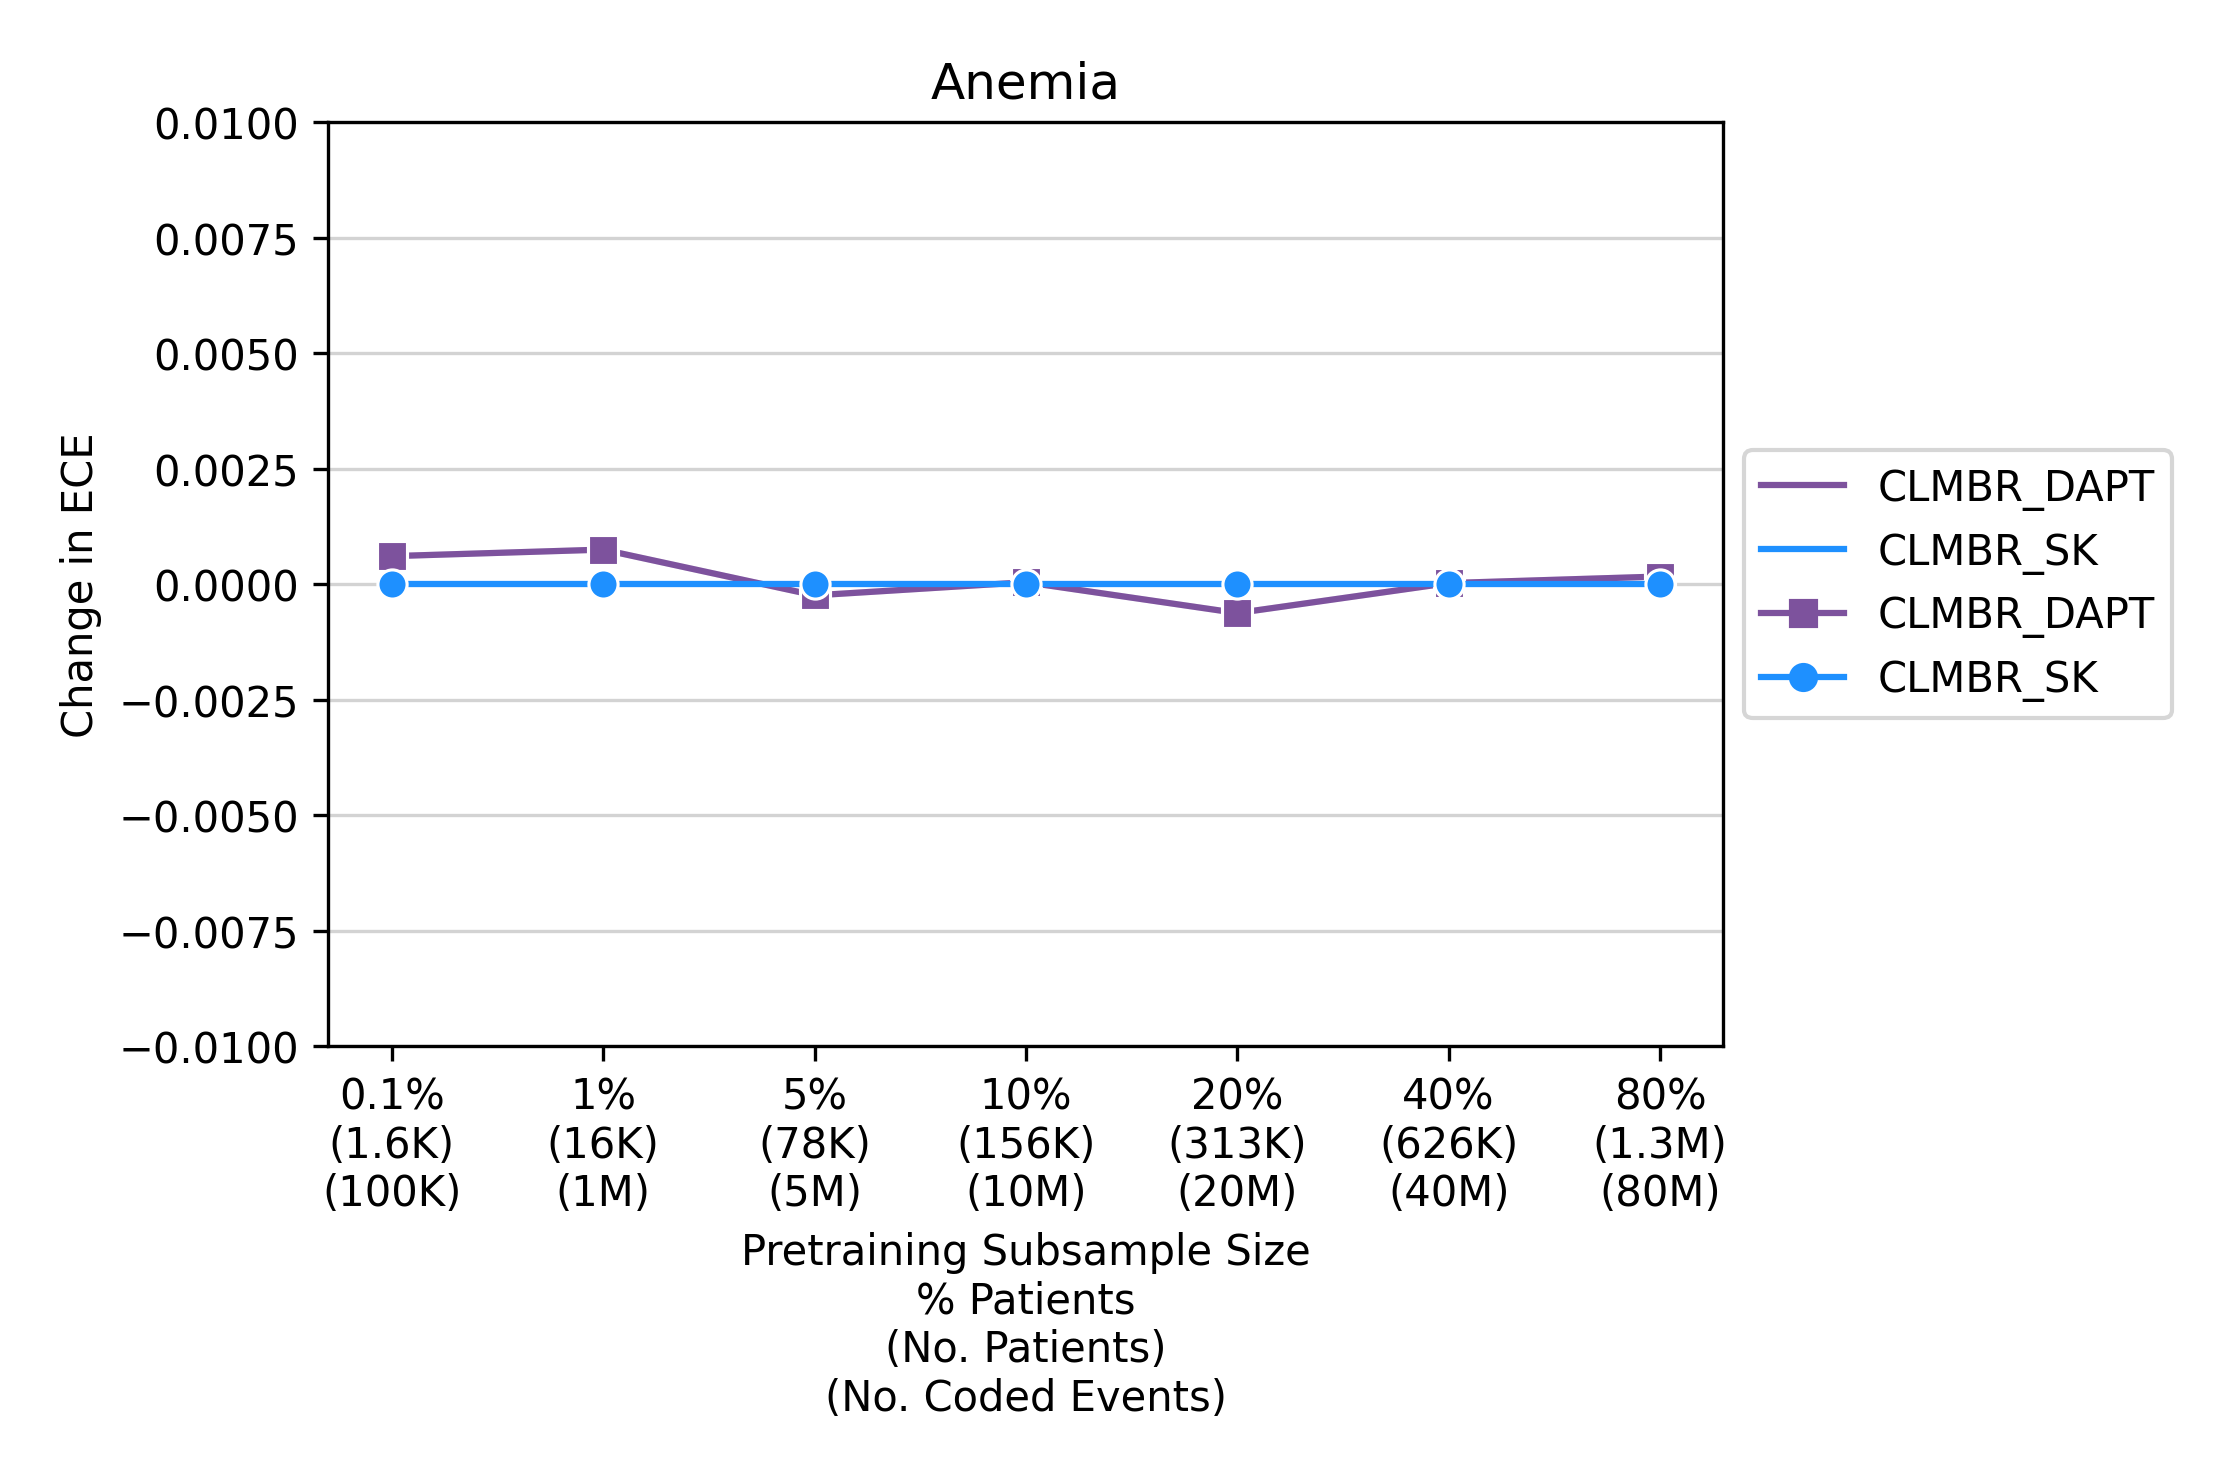 Anemia
0.0100
0.0075
0.0050
0.0025
0.0000
−0.0025
−0.0050
−0.0075
−0.0100
Change in ECE
CLMBR_DAPT
CLMBR_SK
CLMBR_DAPT
CLMBR_SK
0.1% 1% 5% 10% 20% 40% 80%
(1.6K) (16K) (78K) (156K) (313K) (626K) (1.3M)
(100K) (1M) (5M) (10M) (20M) (40M) (80M)
Pretraining Subsample Size
% Patients
(No. Patients)
(No. Coded Events)